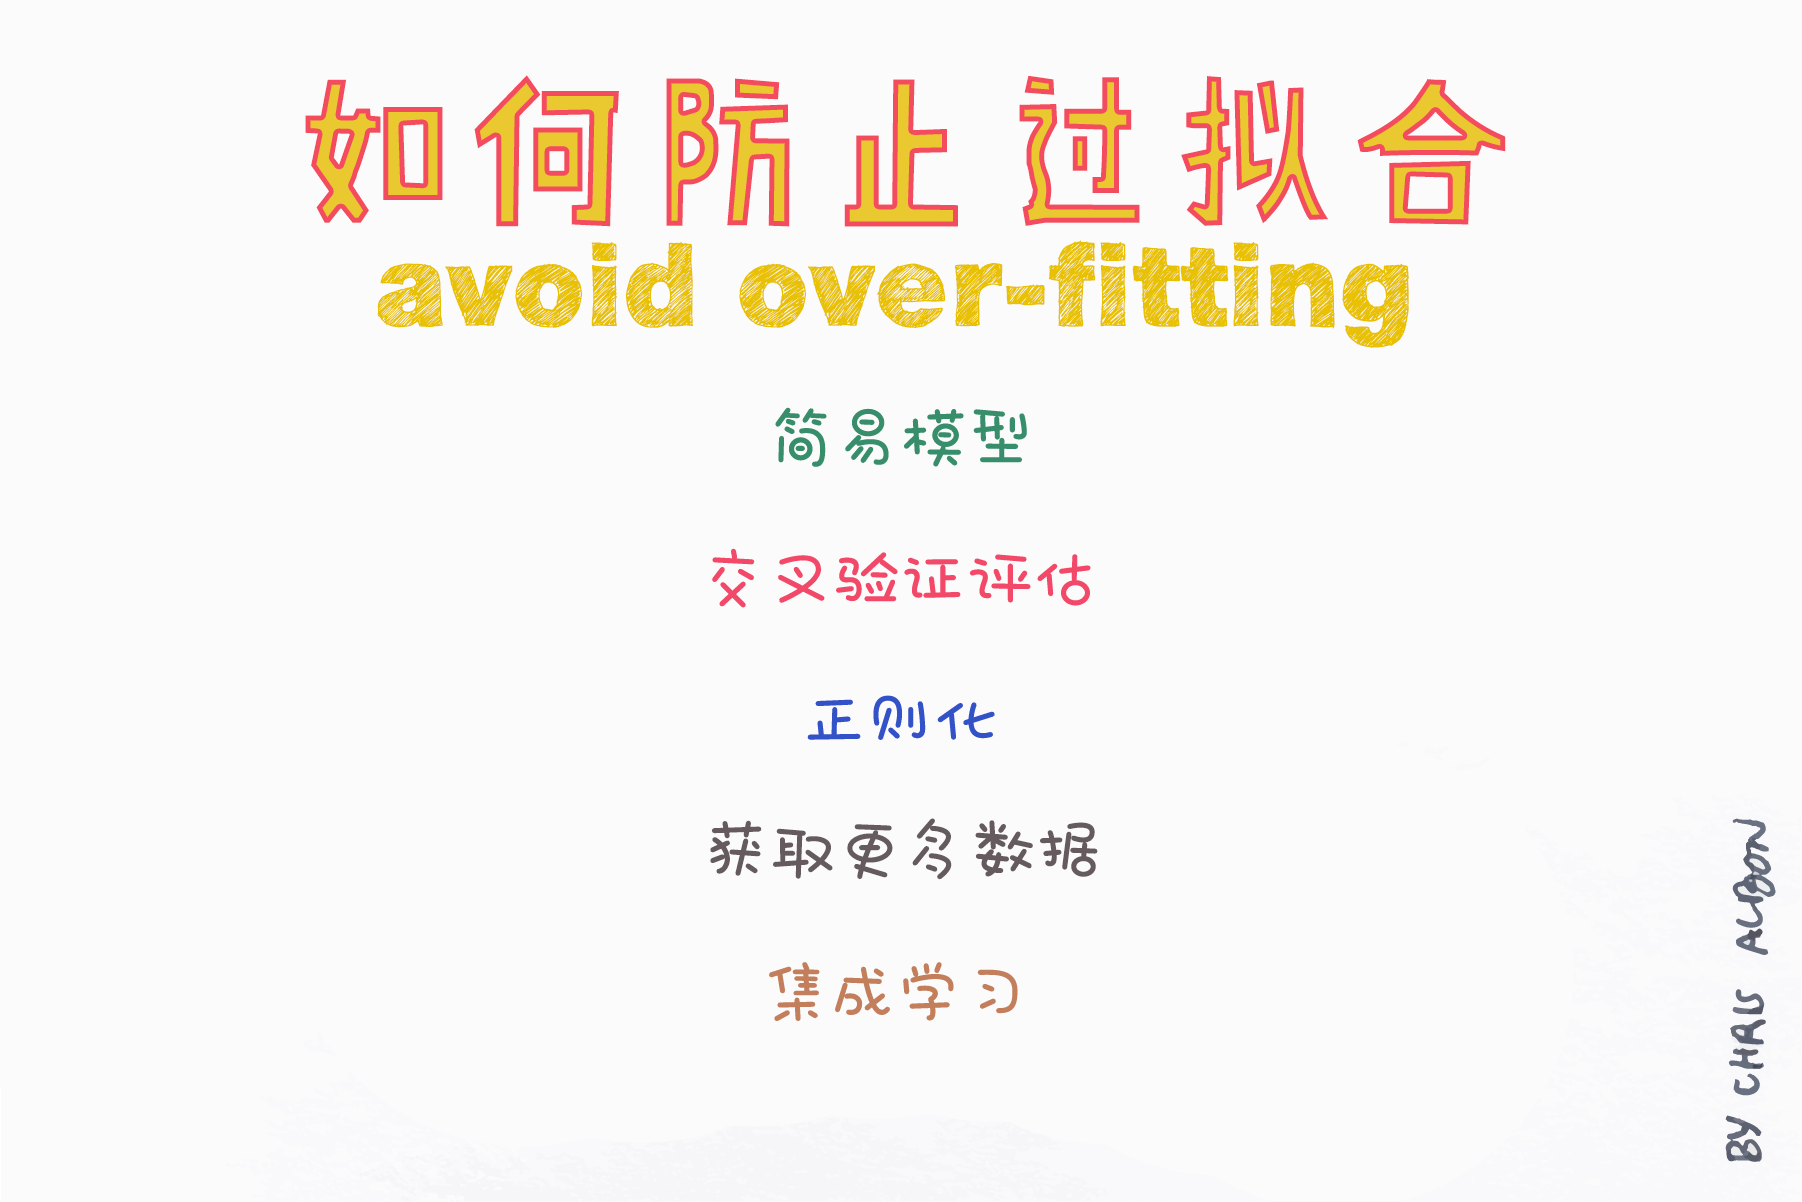 如何防止过拟合
avoid over-fitting
简易模型
交叉验证评估
正则化
获取更多数据
集成学习
BY CHRIS ALBON